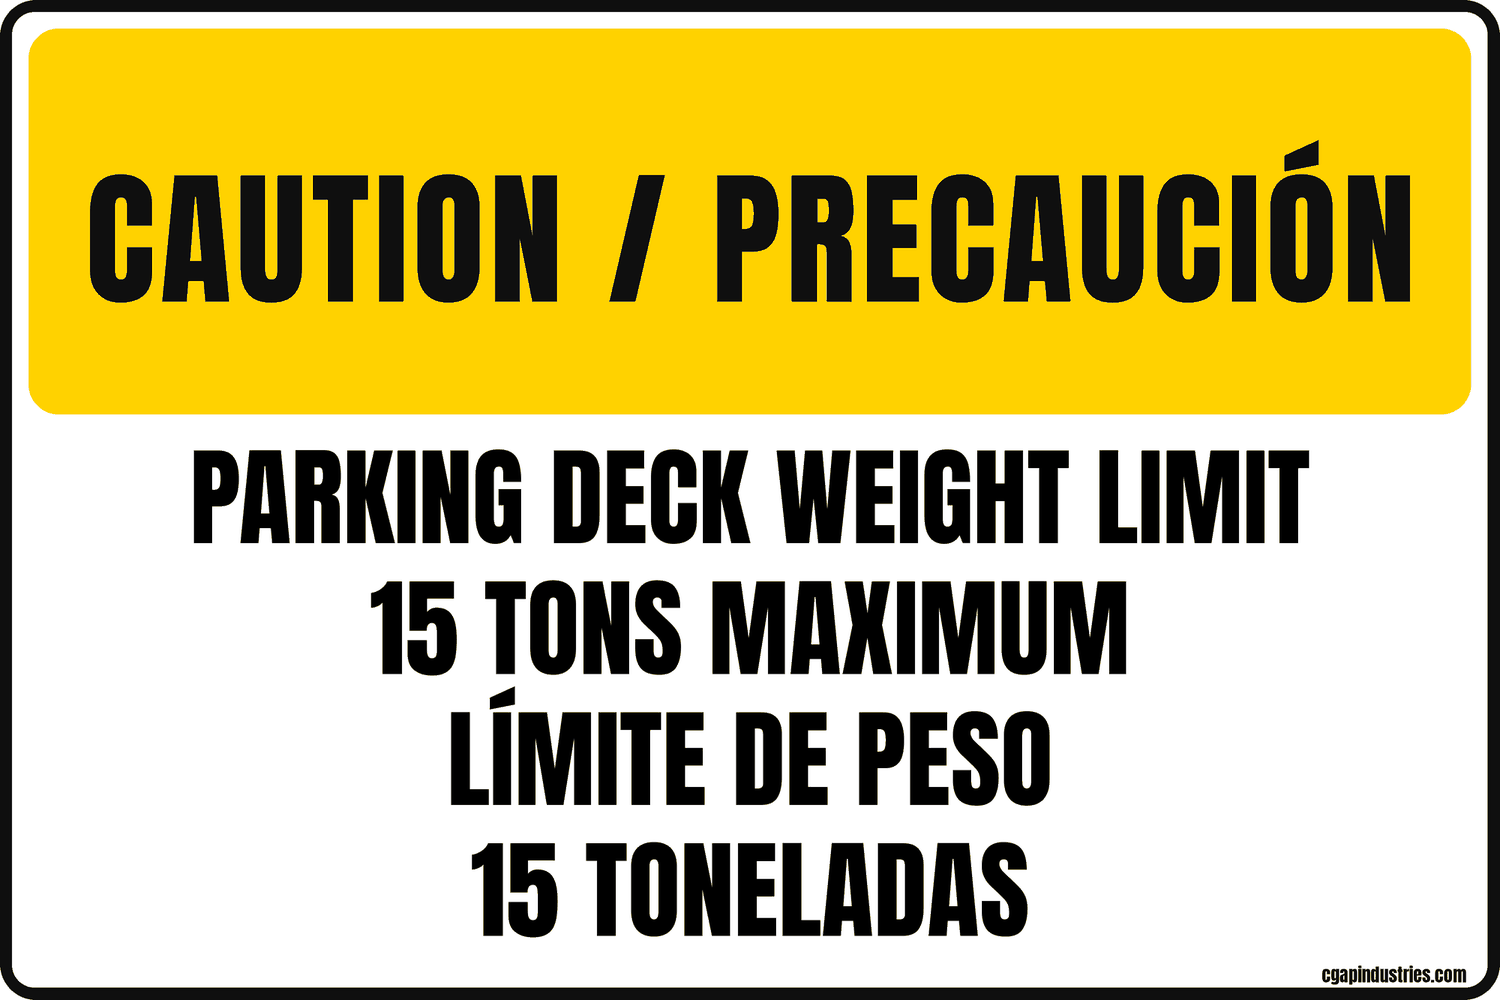 CAUTION / PRECAUCIÓN
PARKING DECK WEIGHT LIMIT
15 TONS MAXIMUM
LÍMITE DE PESO
15 TONELADAS
cgapindustries.com